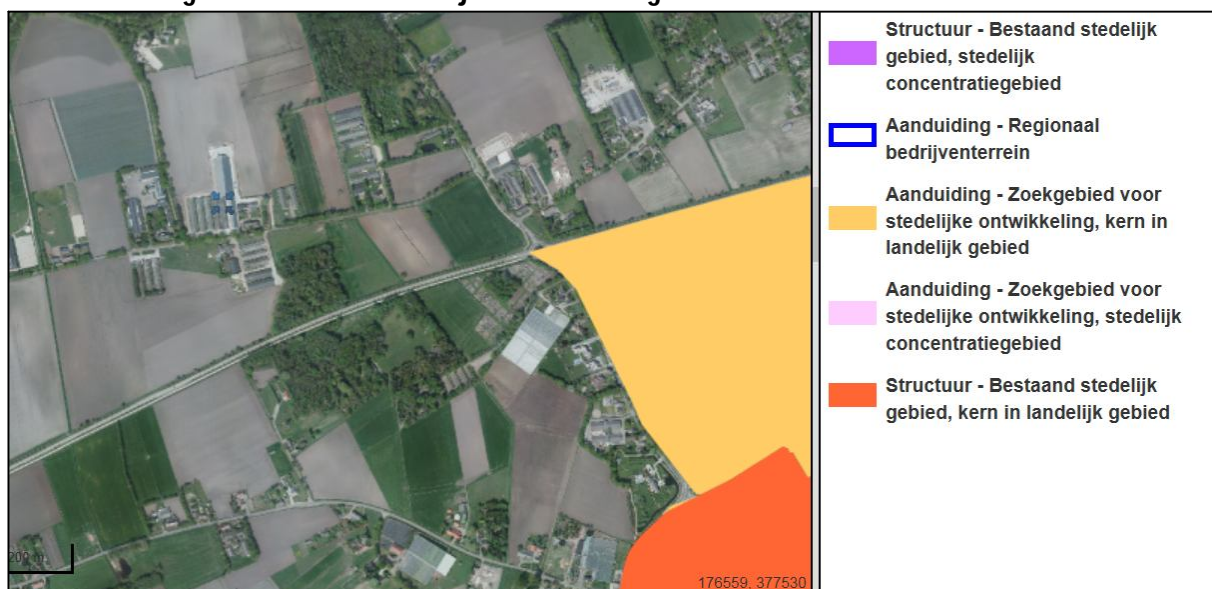 Structuur - Bestaand stedelijk
gebied, stedelijk
concentratiegebied
Aanduiding - Regionaal
bedrijventerrein
Aanduiding - Zoekgebied voor
stedelijke ontwikkeling, kern in
landelijk gebied
Aanduiding - Zoekgebied voor
stedelijke ontwikkeling, stedelijk
concentratiegebied
Structuur - Bestaand stedelijk
gebied, kern in landelijk gebied
200 m
176559, 377530